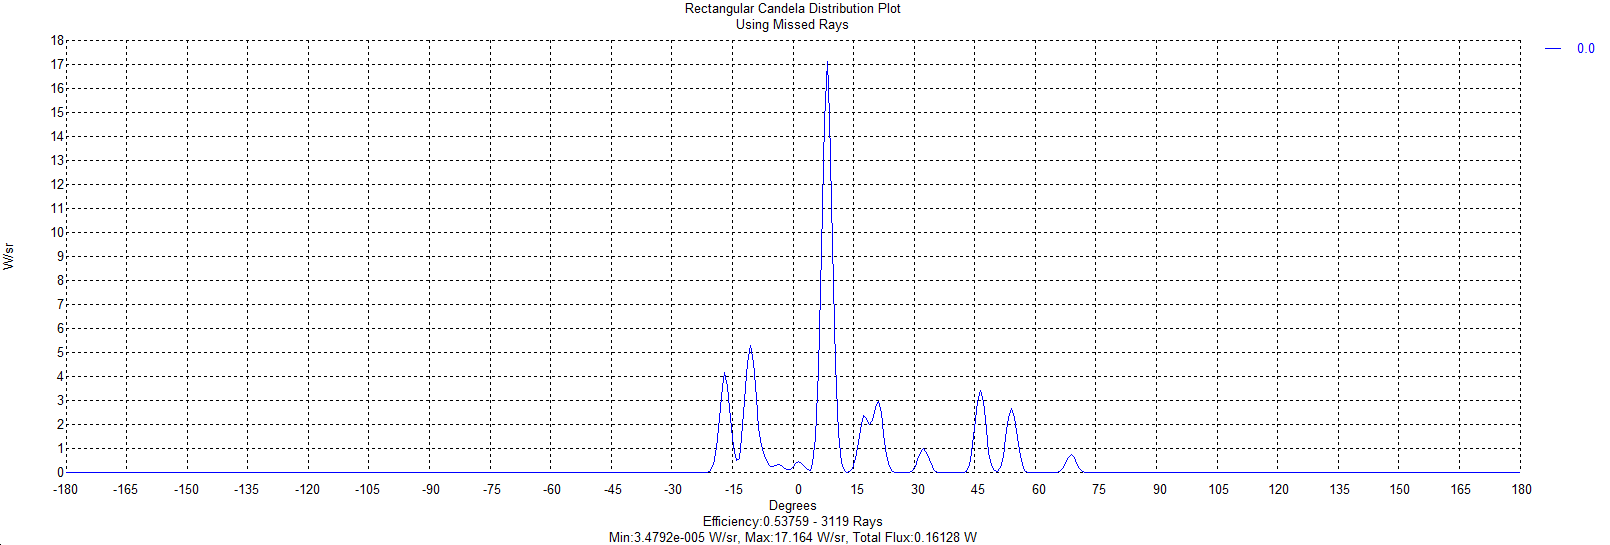 Rectangular Candela Distribution Plot
Using Missed Rays
0.0
18
17
16
15
14
13
12
11
10
9
8
7
6
5
4
3
2
1
0
W/sr
-180 -165 -150 -135 -120 -105 -90 -75 -60 -45 -30 -15 0 15 30 45 60 75 90 105 120 135 150 165 180
Degrees
Efficiency:0.53759 - 3119 Rays
Min:3.4792e-005 W/sr, Max:17.164 W/sr, Total Flux:0.16128 W